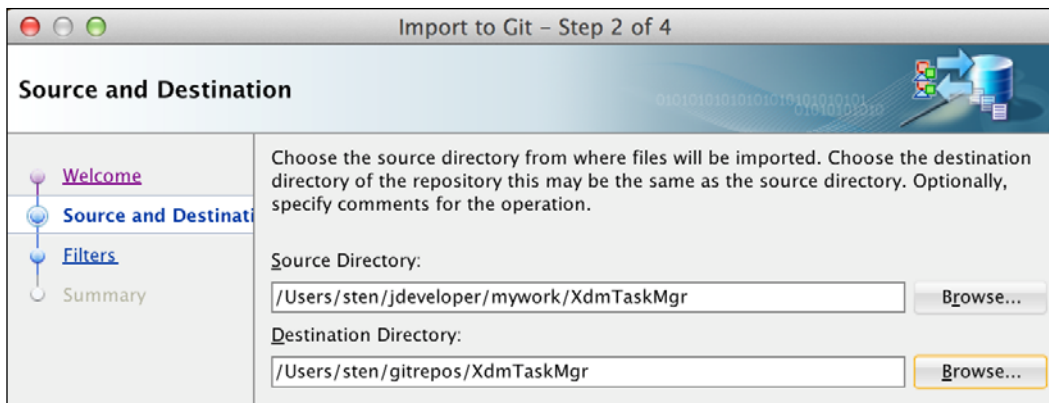 Import to Git – Step 2 of 4
Source and Destination
010101010101010101010101
01010101010
Welcome
Source and Destinati
Filters
Summary
Choose the source directory from where files will be imported. Choose the destination
directory of the repository this may be the same as the source directory. Optionally,
specify comments for the operation.
Source Directory:
/Users/sten/jdeveloper/mywork/XdmTaskMgr
Browse...
Destination Directory:
/Users/sten/gitrepos/XdmTaskMgr
Browse...